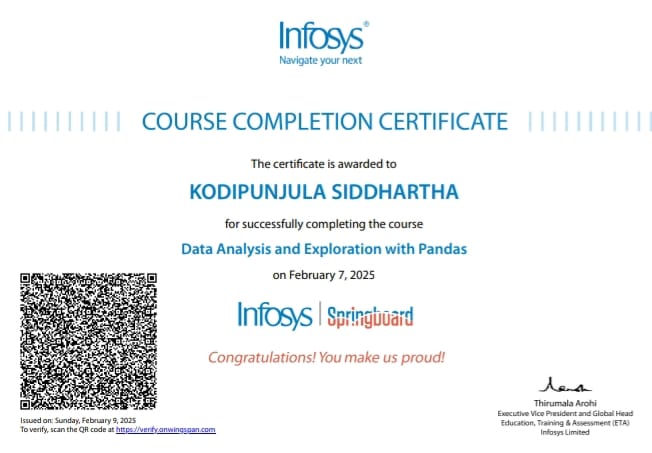 Infosys®
Navigate your next
COURSE COMPLETION CERTIFICATE
The certificate is awarded to
KODIPUNJULA SIDDHARTHA
for successfully completing the course
Data Analysis and Exploration with Pandas
on February 7, 2025
Infosys | Springboard
Congratulations! You make us proud!
Issued on: Sunday, February 9, 2025
To verify, scan the QR code at https://verify.onwingspan.com
Thirumala Arohi
Executive Vice President and Global Head
Education, Training & Assessment (ETA)
Infosys Limited